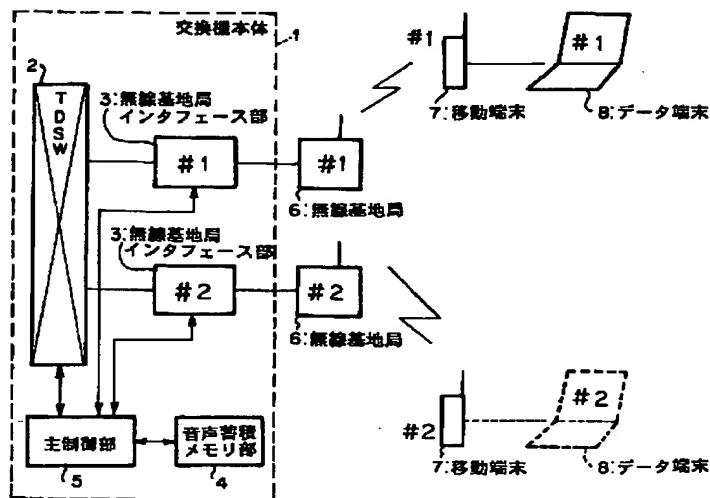 交換機本体
1
2
TDSW
3:無線基地局
インタフェース部
#1
3:無線基地局
インタフェース部
#2
主制御部
5
音声蓄積
メモリ部
4
#1
6:無線基地局
#2
6:無線基地局
#1
7:移動端末
#1
8:データ端末
#2
7:移動端末
#2
8:データ端末